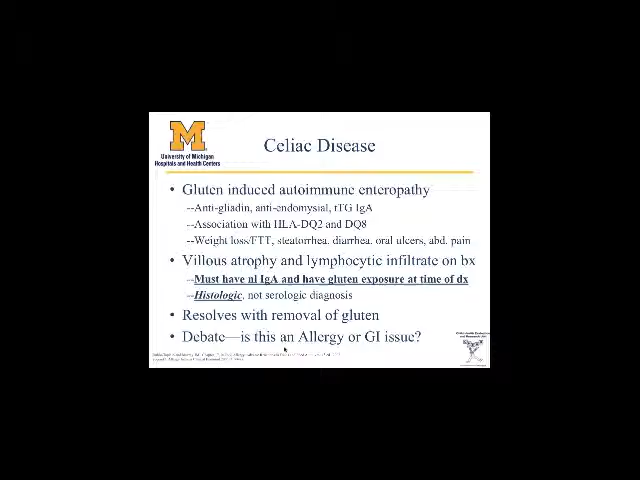 M
University of Michigan
Hospitals and Health Centers
Celiac Disease
• Gluten induced autoimmune enteropathy
--Anti-gliadin, anti-endomysial, tTG IgA
--Association with HLA-DQ2 and DQ8
--Weight loss/FTT, steatorrhea, diarrhea, oral ulcers, abd. pain
• Villous atrophy and lymphocytic infiltrate on bx
--Must have nl IgA and have gluten exposure at time of dx
--Histologic, not serologic diagnosis
• Resolves with removal of gluten
• Debate—is this an Allergy or GI issue?